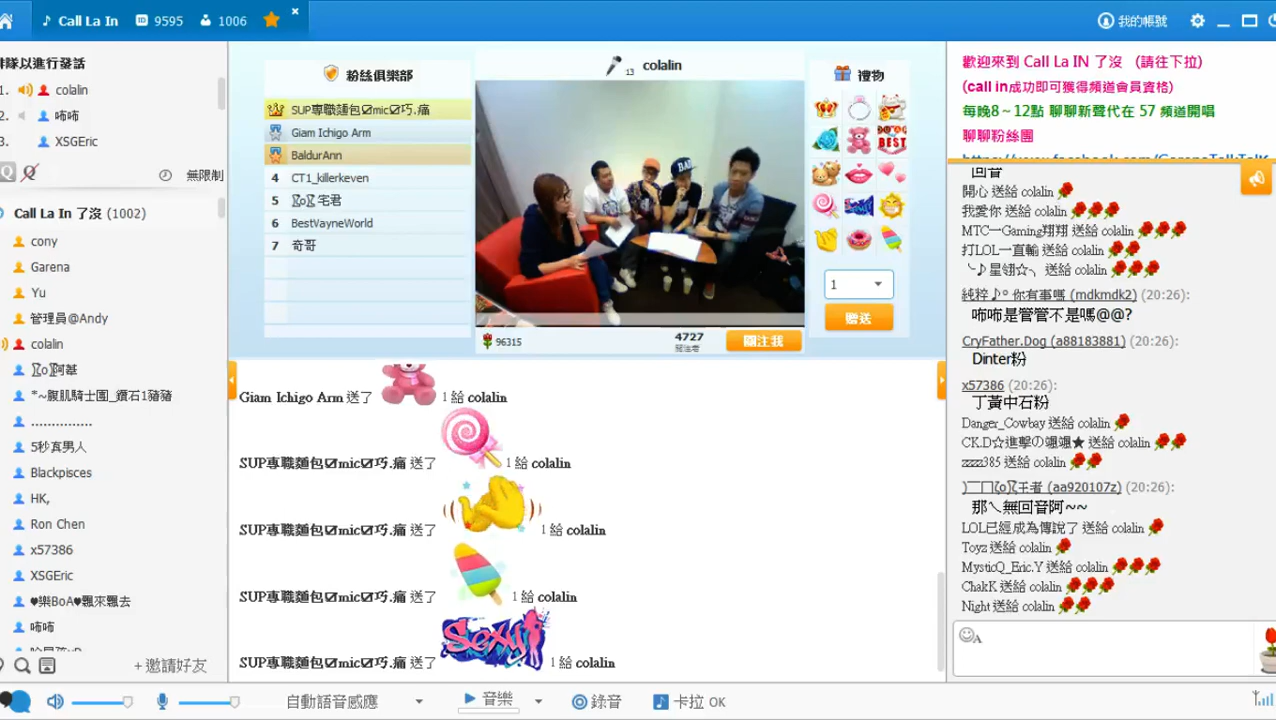 Call La In
ID 9595
1006
我的帳號
排隊以進行發話
1. colalin
2. 咘咘
3. XSGEric
無限制
Call La In 了沒 (1002)
cony
Garena
Yu
管理員@Andy
colalin
*~腹肌騎士團_鑽石1豬豬
...............
5秒真男人
Blackpisces
HK,
Ron Chen
x57386
XSGEric
♥樂BoA♥飄來飄去
咘咘
+邀請好友
粉絲俱樂部
SUP專職麵包☑mic☑巧.痛
Giam Ichigo Arm
BaldurAnn
4 CT1_killerkeven
5 宅君
6 BestVayneWorld
7 奇哥
13 colalin
96315
4727
關注者
關注我
禮物
1
贈送
Giam Ichigo Arm 送了 1 給 colalin
SUP專職麵包☑mic☑巧.痛 送了 1 給 colalin
SUP專職麵包☑mic☑巧.痛 送了 1 給 colalin
SUP專職麵包☑mic☑巧.痛 送了 1 給 colalin
SUP專職麵包☑mic☑巧.痛 送了 Sexy! 1 給 colalin
歡迎來到 Call La IN 了沒 (請往下拉)
(call in成功即可獲得頻道會員資格)
每晚8~12點 聊聊新聲代在 57 頻道開唱
聊聊粉絲團
https://www.facebook.com/GarenaTalkTalK
回音
開心 送給 colalin
我愛你 送給 colalin
MTC一Gaming翔翔 送給 colalin
打LOL一直輸 送給 colalin
╰♪星翎☆╮ 送給 colalin
純粹♪° 你有事嗎 (mdkmdk2) (20:26):
咘咘是管管不是嗎@@?
CryFather.Dog (a88183881) (20:26):
Dinter粉
x57386 (20:26):
丁黃中石粉
Danger_Cowbay 送給 colalin
CK.D☆進擊の颯颯★ 送給 colalin
zzzz385 送給 colalin
王者 (aa920107z) (20:26):
那ㄟ無回音阿~~
LOL已經成為傳說了 送給 colalin
Toyz 送給 colalin
MysticQ_Eric.Y 送給 colalin
ChakK 送給 colalin
Night 送給 colalin
自動語音感應
音樂
錄音
卡拉 OK